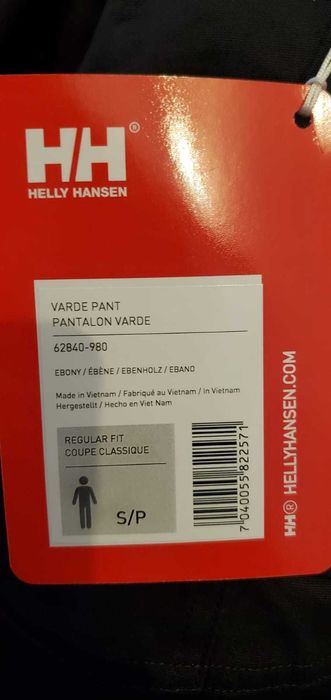 HH®
HELLY HANSEN
VARDE PANT
PANTALON VARDE
62840-980
EBONY / ÉBÈNE / EBENHOLZ / EBANO
Made in Vietnam / Fabriqué au Vietnam / In Vietnam
Hergestellt / Hecho en Viet Nam
REGULAR FIT
COUPE CLASSIQUE
S/P
7 040055 822571
HH® HELLYHANSEN.COM